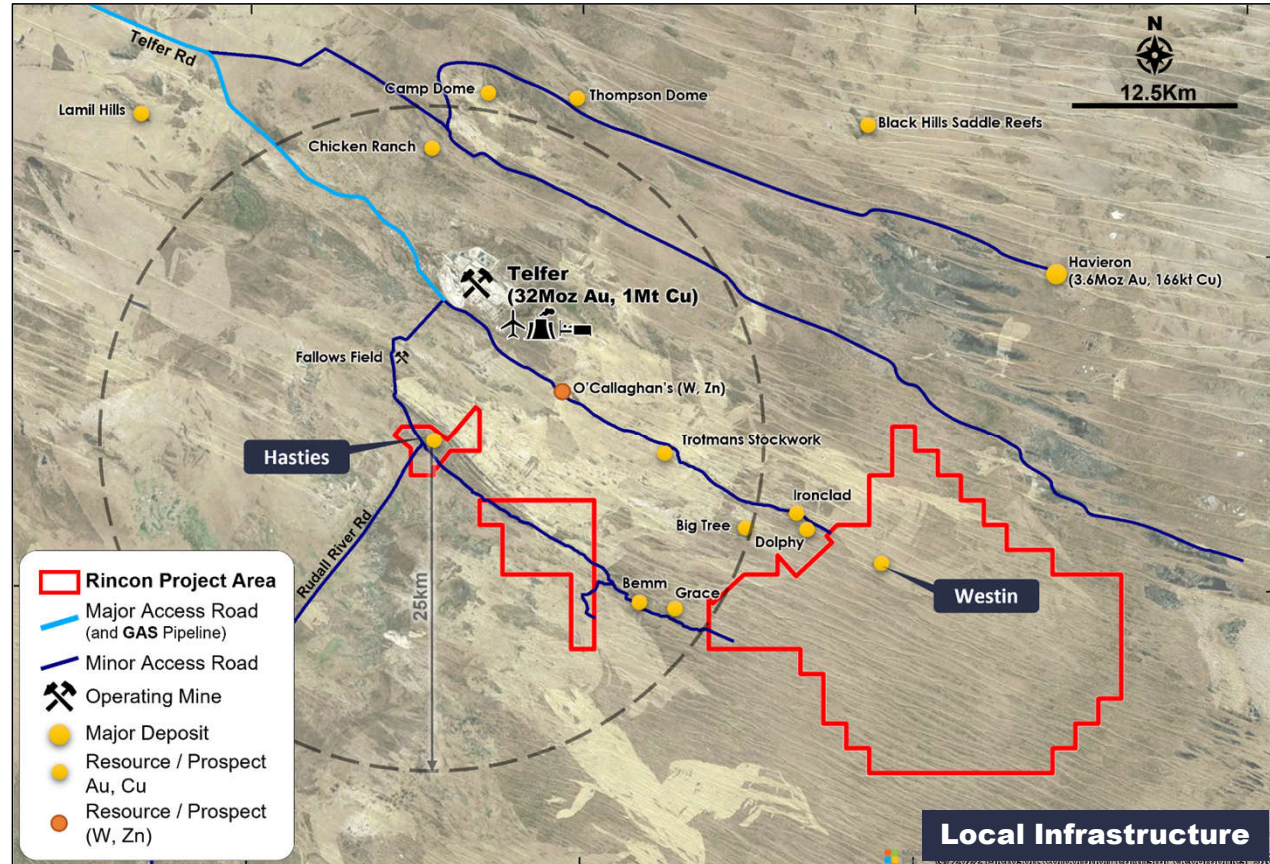 N
12.5Km
Telfer Rd
Camp Dome
Thompson Dome
Lamil Hills
Black Hills Saddle Reefs
Chicken Ranch
Havieron
(3.6Moz Au, 166kt Cu)
Telfer
(32Moz Au, 1Mt Cu)
Fallows Field
O'Callaghan's (W, Zn)
Hasties
Trotmans Stockwork
Ironclad
Big Tree
Dolphy
Rudall River Rd
25km
Bemm
Grace
Westin
Rincon Project Area
Major Access Road
(and GAS Pipeline)
Minor Access Road
Operating Mine
Major Deposit
Resource / Prospect
Au, Cu
Resource / Prospect
(W, Zn)
Local Infrastructure